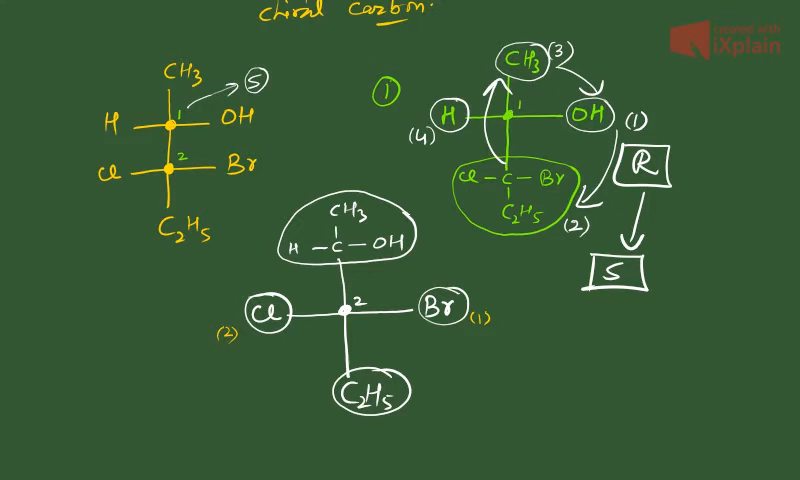 chiral carbon.
created with
iXplain
CH3
S
1
H
OH
2
Cl
Br
C2H5
1
CH3
(3)
H
1
OH
(4)
(1)
Cl - C - Br
C2H5
(2)
R
S
CH3
H - C - OH
Cl
2
Br
(2)
(1)
C2H5